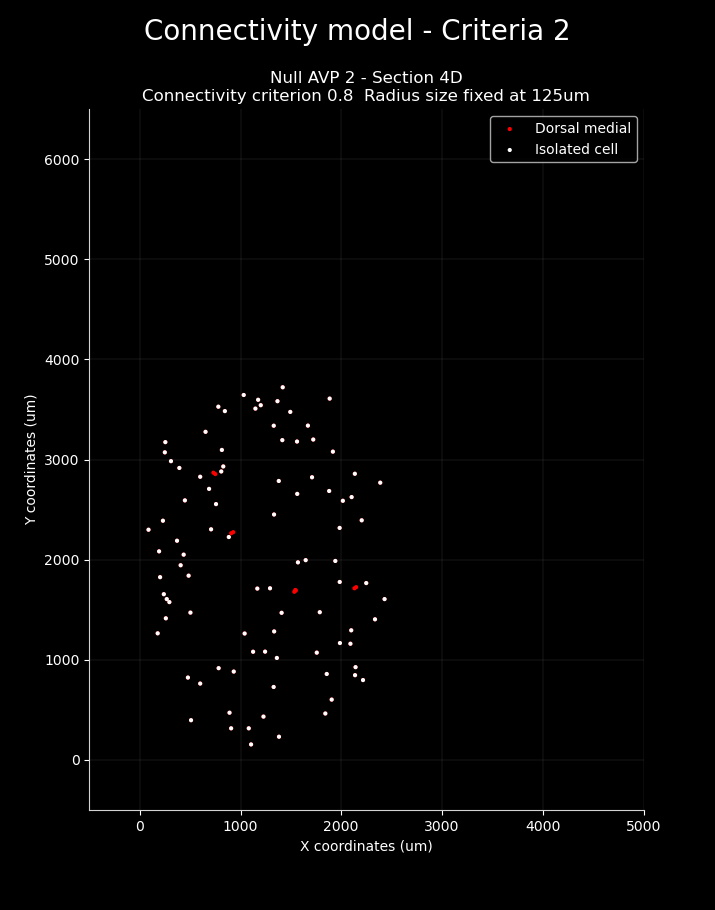 Connectivity model - Criteria 2
Null AVP 2 - Section 4D
Connectivity criterion 0.8  Radius size fixed at 125um
Dorsal medial
Isolated cell
6000
5000
4000
3000
2000
1000
0
Y coordinates (um)
0 1000 2000 3000 4000 5000
X coordinates (um)